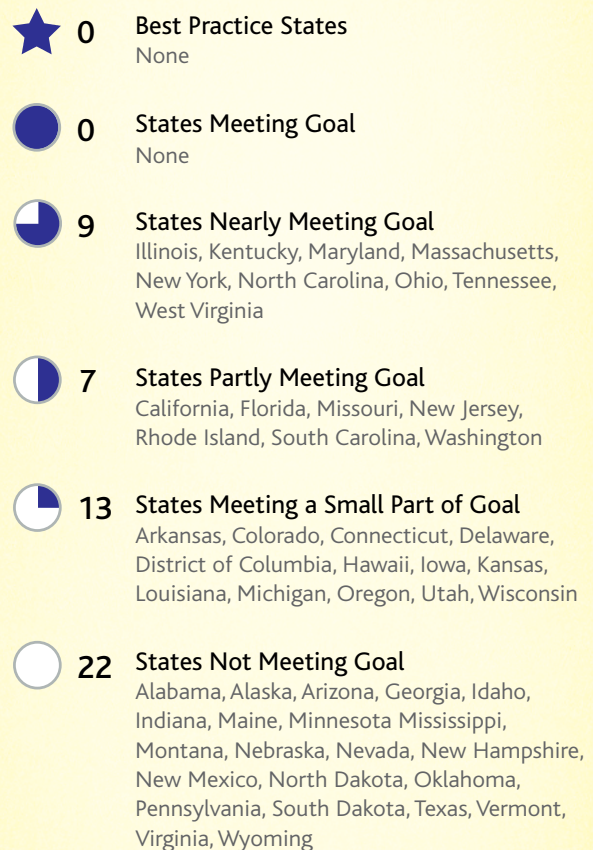 0 Best Practice States
None
0 States Meeting Goal
None
9 States Nearly Meeting Goal
Illinois, Kentucky, Maryland, Massachusetts,
New York, North Carolina, Ohio, Tennessee,
West Virginia
7 States Partly Meeting Goal
California, Florida, Missouri, New Jersey,
Rhode Island, South Carolina, Washington
13 States Meeting a Small Part of Goal
Arkansas, Colorado, Connecticut, Delaware,
District of Columbia, Hawaii, Iowa, Kansas,
Louisiana, Michigan, Oregon, Utah, Wisconsin
22 States Not Meeting Goal
Alabama, Alaska, Arizona, Georgia, Idaho,
Indiana, Maine, Minnesota Mississippi,
Montana, Nebraska, Nevada, New Hampshire,
New Mexico, North Dakota, Oklahoma,
Pennsylvania, South Dakota, Texas, Vermont,
Virginia, Wyoming